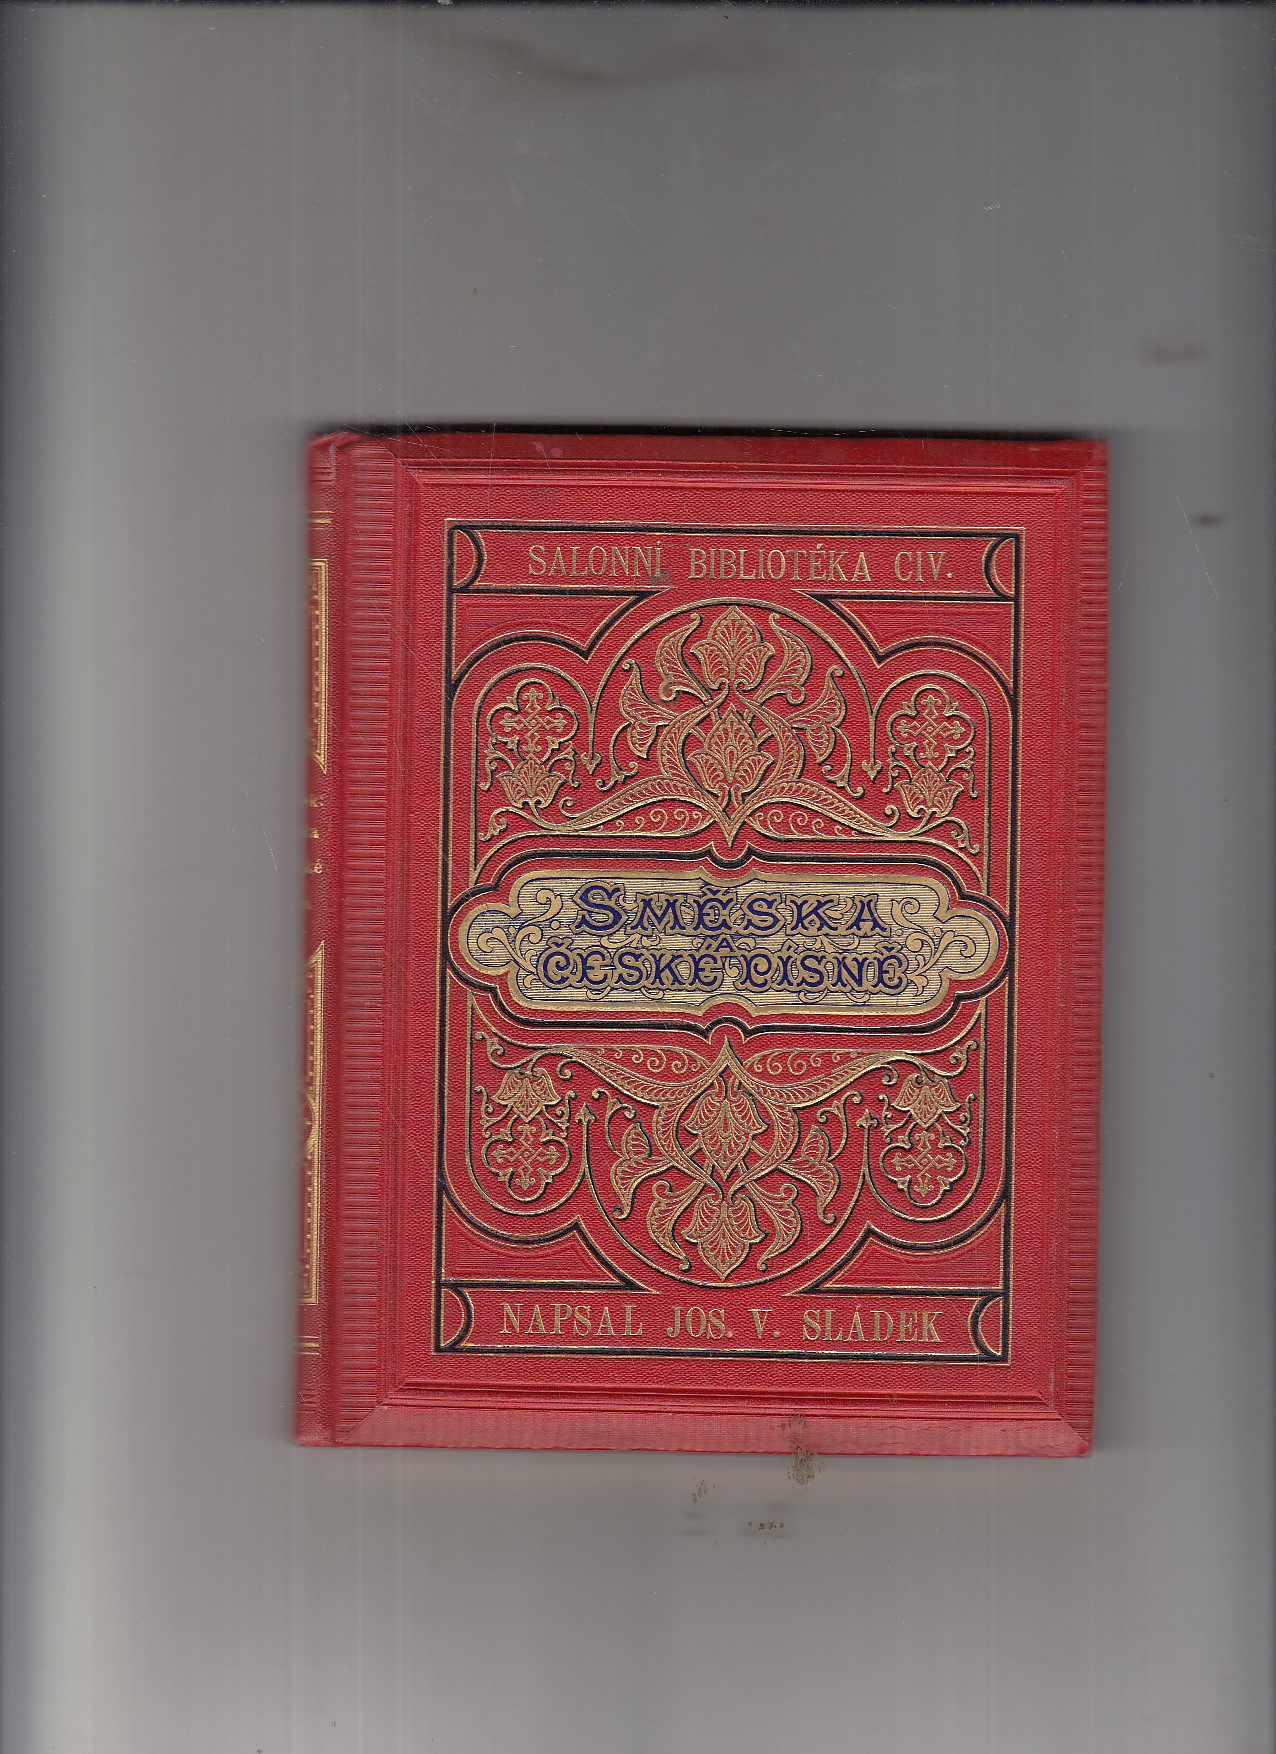 SALONNÍ BIBLIOTÉKA CIV.
SMĚSKA
A
ČESKÉ PÍSNĚ
NAPSAL JOS. V. SLÁDEK